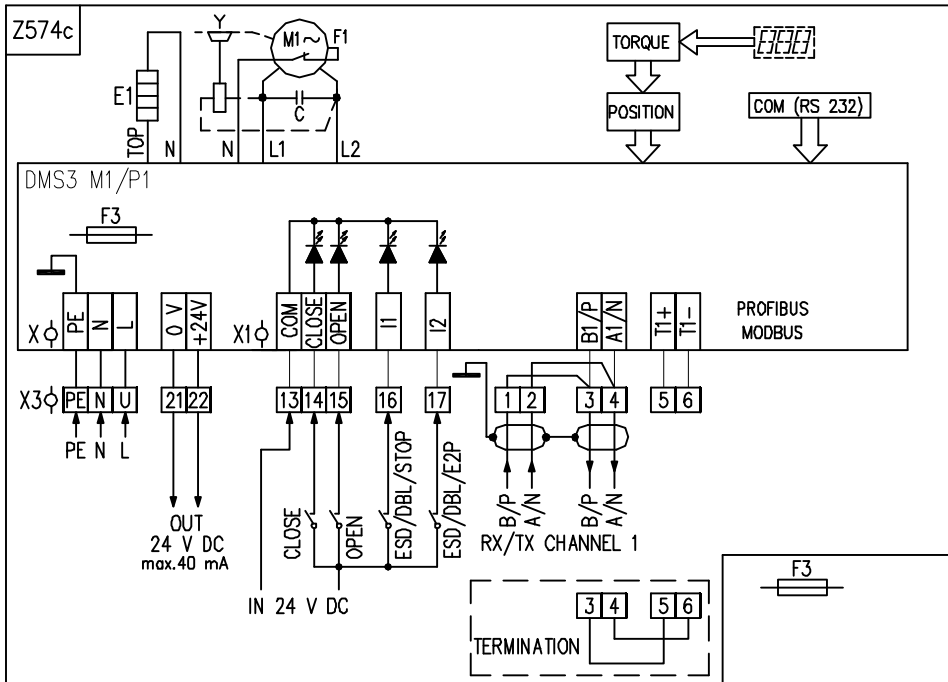 Z574c
Y
M1~
F1
TORQUE
E1
C
POSITION
COM (RS 232)
TOP
N
N
L1
L2
DMS3 M1/P1
F3
X
PE
N
L
0 V
+24V
X1
COM
CLOSE
OPEN
I1
I2
B1/P
A1/N
T1+
T1-
PROFIBUS
MODBUS
X3
PE
N
U
21
22
13
14
15
16
17
1
2
3
4
5
6
PE N L
OUT
24 V DC
max.40 mA
CLOSE
OPEN
ESD/DBL/STOP
ESD/DBL/E2P
B/P
A/N
B/P
A/N
RX/TX CHANNEL 1
IN 24 V DC
TERMINATION
3
4
5
6
F3